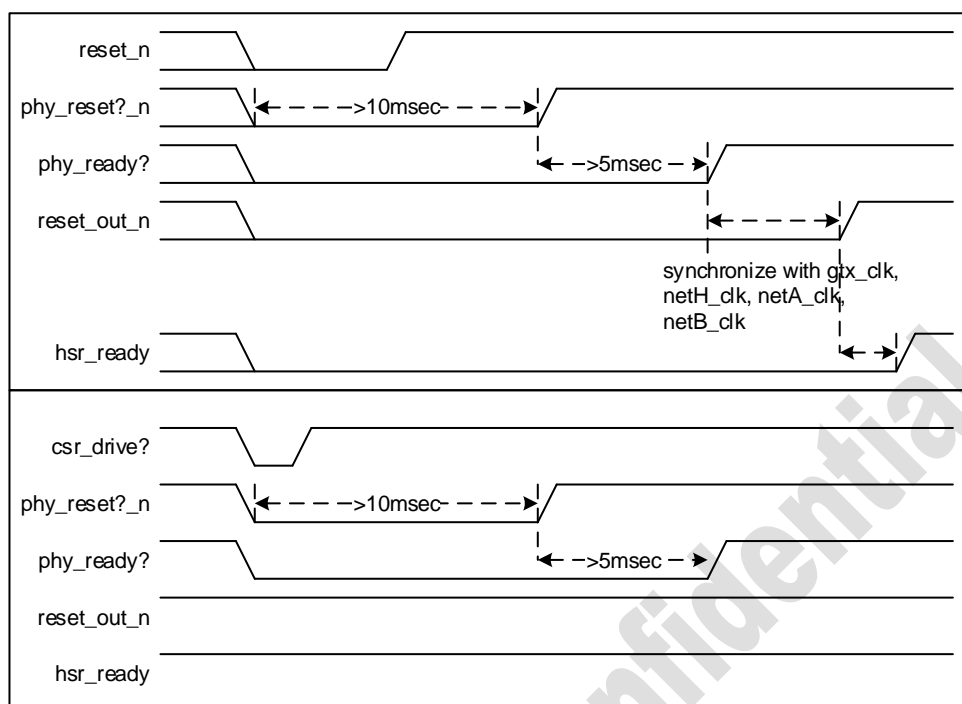 reset_n
phy_reset?_n
>10msec
phy_ready?
>5msec
reset_out_n
synchronize with gtx_clk,
netH_clk, netA_clk,
netB_clk
hsr_ready
csr_drive?
phy_reset?_n
>10msec
phy_ready?
>5msec
reset_out_n
hsr_ready
nfidential